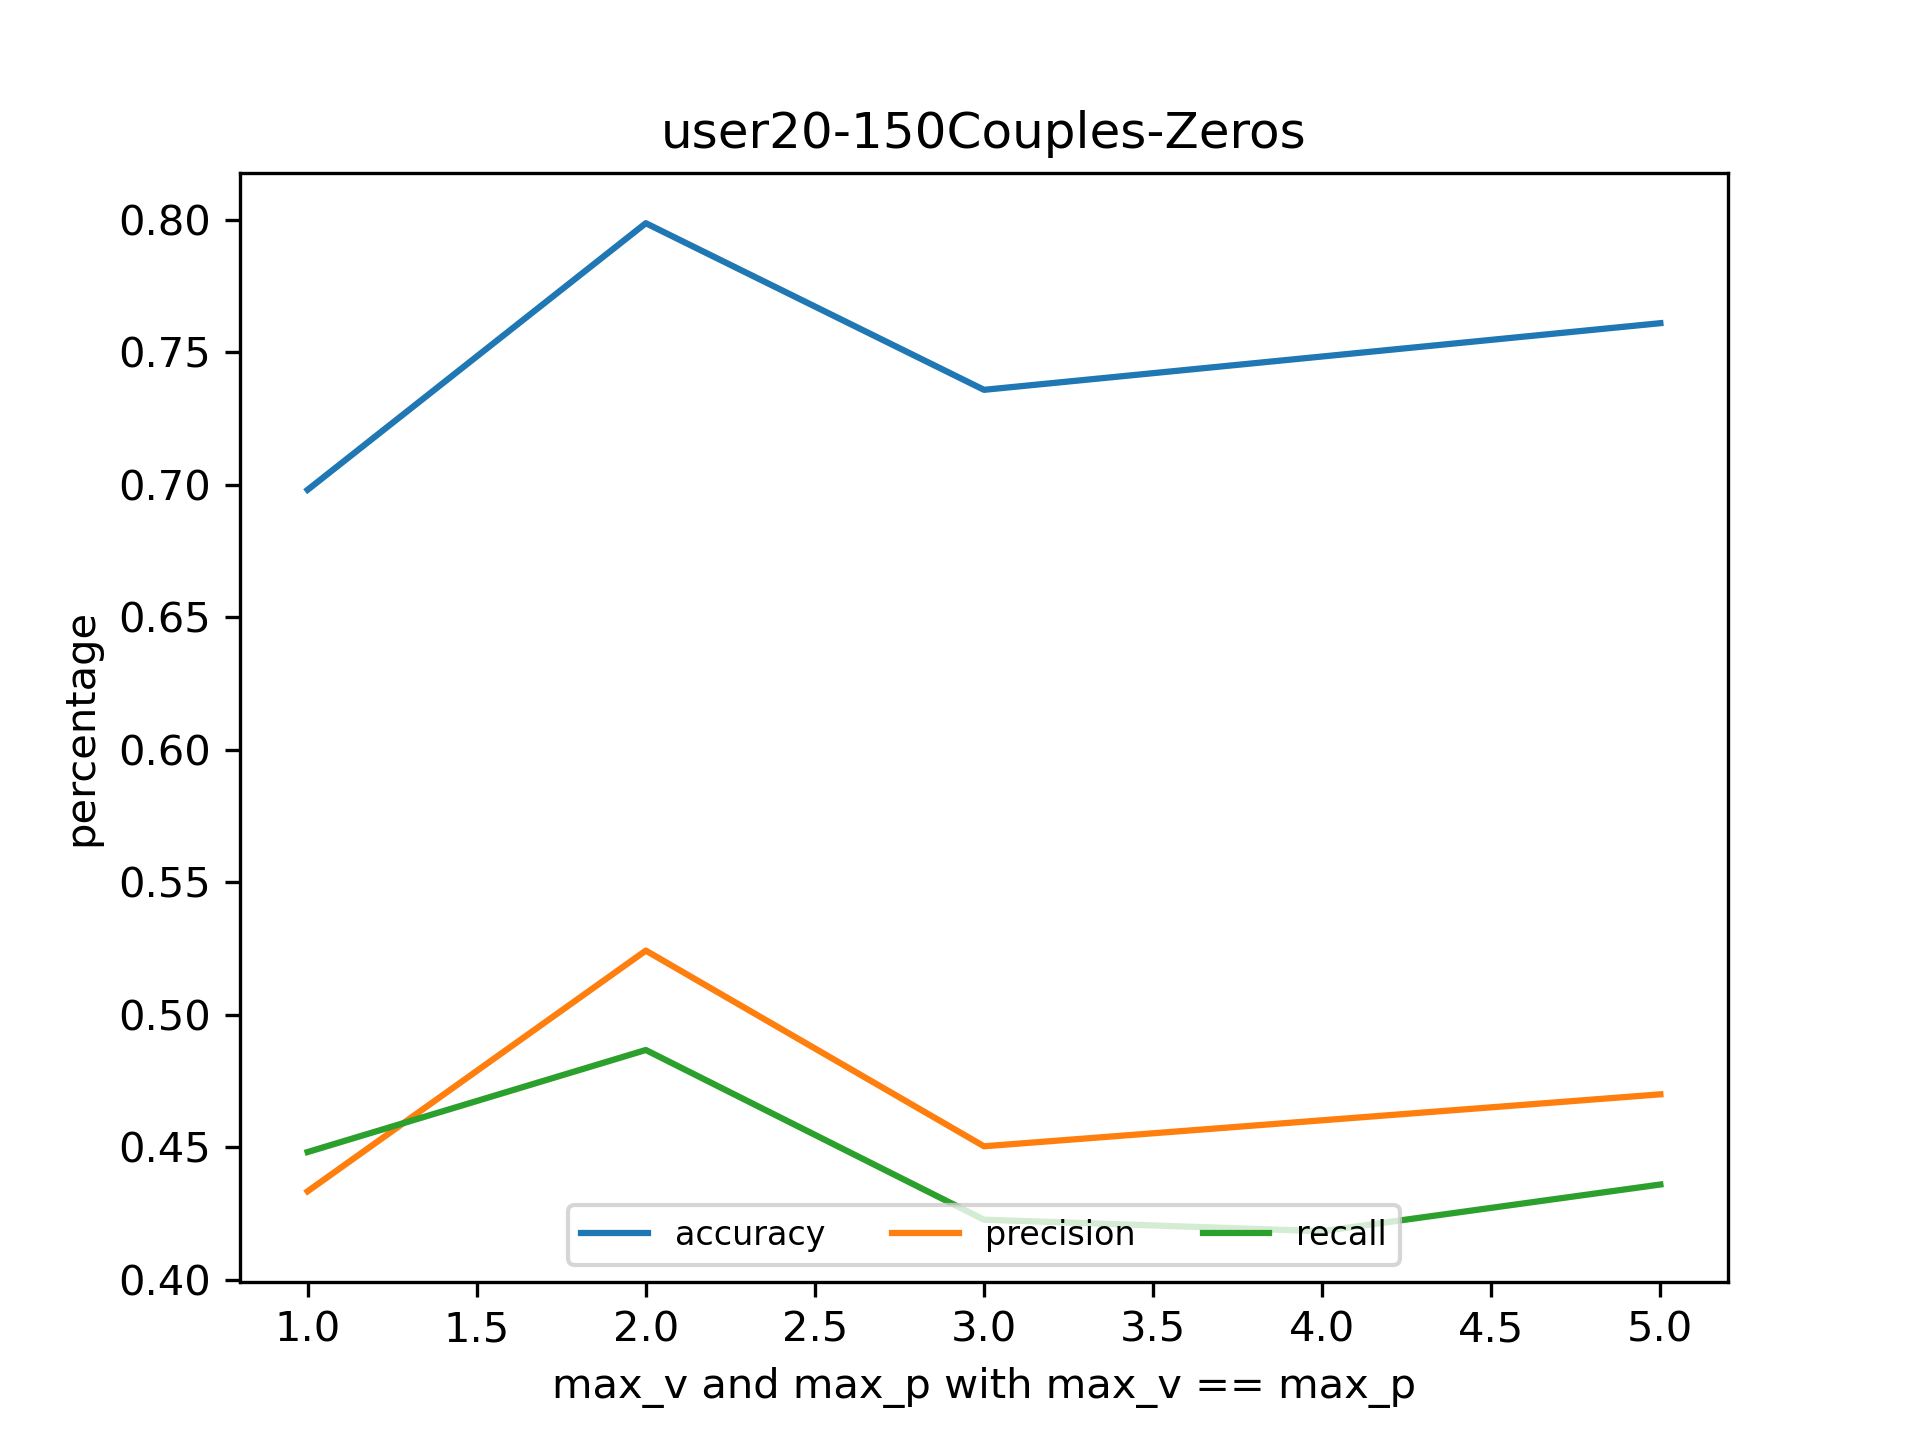 user20-150Couples-Zeros
0.80
0.75
0.70
0.65
0.60
0.55
0.50
0.45
0.40
percentage
accuracy precision recall
1.0 1.5 2.0 2.5 3.0 3.5 4.0 4.5 5.0
max_v and max_p with max_v == max_p